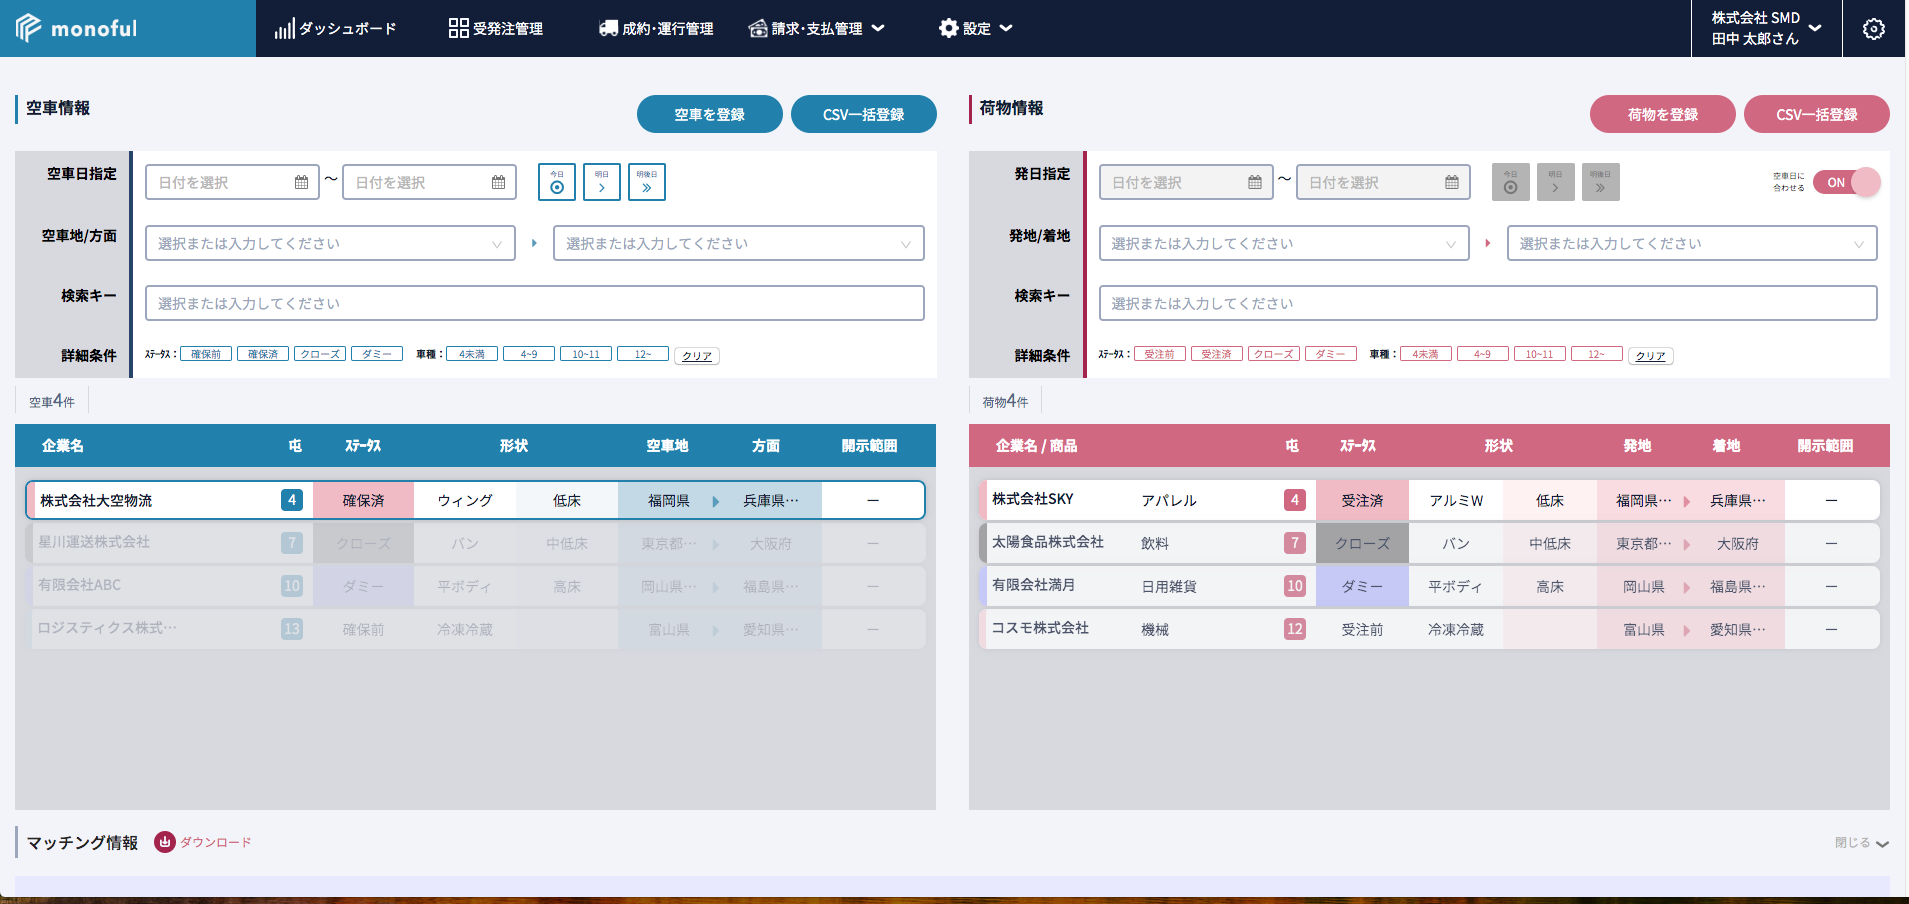 monoful
ダッシュボード
受発注管理
成約･運行管理
請求･支払管理
設定
株式会社 SMD
田中 太郎さん
空車情報
空車を登録
CSV一括登録
空車日指定
日付を選択
～
日付を選択
今日
明日
明後日
空車地/方面
選択または入力してください
選択または入力してください
検索キー
選択または入力してください
詳細条件
ｽﾃｰﾀｽ：
確保前
確保済
クローズ
ダミー
車種：
4未満
4~9
10~11
12~
クリア
空車4件
企業名 屯 ｽﾃｰﾀｽ 形状 空車地 方面 開示範囲
株式会社大空物流 4 確保済 ウィング 低床 福岡県 兵庫県… ー
星川運送株式会社 7 クローズ バン 中低床 東京都… 大阪府 ー
有限会社ABC 10 ダミー 平ボディ 高床 岡山県… 福島県… ー
ロジスティクス株式… 13 確保前 冷凍冷蔵 富山県 愛知県… ー
荷物情報
荷物を登録
CSV一括登録
発日指定
日付を選択
～
日付を選択
今日
明日
明後日
空車日に
合わせる
ON
発地/着地
選択または入力してください
選択または入力してください
検索キー
選択または入力してください
詳細条件
ｽﾃｰﾀｽ：
受注前
受注済
クローズ
ダミー
車種：
4未満
4~9
10~11
12~
クリア
荷物4件
企業名 / 商品 屯 ｽﾃｰﾀｽ 形状 発地 着地 開示範囲
株式会社SKY アパレル 4 受注済 アルミW 低床 福岡県… 兵庫県… ー
太陽食品株式会社 飲料 7 クローズ バン 中低床 東京都… 大阪府 ー
有限会社満月 日用雑貨 10 ダミー 平ボディ 高床 岡山県 福島県… ー
コスモ株式会社 機械 12 受注前 冷凍冷蔵 富山県 愛知県… ー
マッチング情報
ダウンロード
閉じる